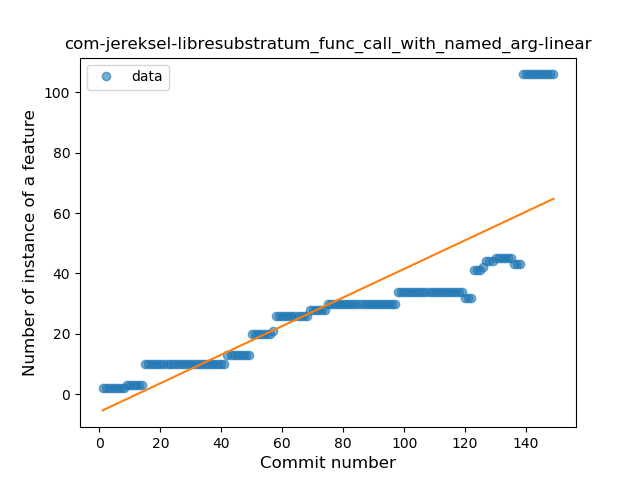 com-jereksel-libresubstratum_func_call_with_named_arg-linear
data
Number of instance of a feature
100
80
60
40
20
0
0 20 40 60 80 100 120 140
Commit number